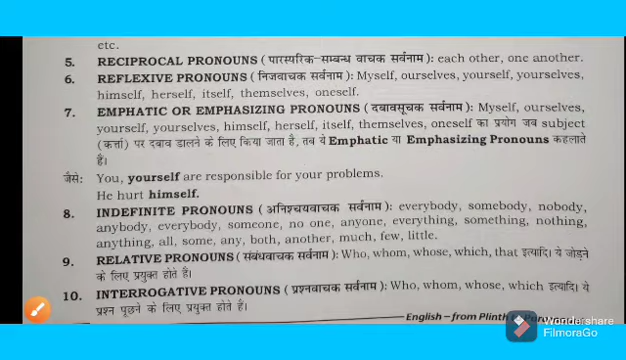 etc.
5. RECIPROCAL PRONOUNS (पारस्परिक-सम्बन्ध वाचक सर्वनाम): each other, one another.
6. REFLEXIVE PRONOUNS (निजवाचक सर्वनाम): Myself, ourselves, yourself, yourselves,
himself, herself, itself, themselves, oneself.
7. EMPHATIC OR EMPHASIZING PRONOUNS (दबावसूचक सर्वनाम): Myself, ourselves,
yourself, yourselves, himself, herself, itself, themselves, oneself का प्रयोग जब subject
(कर्त्ता) पर दबाव डालने के लिए किया जाता है, तब ये Emphatic या Emphasizing Pronouns कहलाते
हैं।
जैसे: You, yourself are responsible for your problems.
He hurt himself.
8. INDEFINITE PRONOUNS (अनिश्चयवाचक सर्वनाम): everybody, somebody, nobody,
anybody, everybody, someone, no one, anyone, everything, something, nothing,
anything, all, some, any, both, another, much, few, little.
9. RELATIVE PRONOUNS (संबंधवाचक सर्वनाम): Who, whom, whose, which, that इत्यादि। ये जोड़ने
के लिए प्रयुक्त होते हैं।
10. INTERROGATIVE PRONOUNS (प्रश्नवाचक सर्वनाम): Who, whom, whose, which इत्यादि। ये
प्रश्न पूछने के लिए प्रयुक्त होते हैं।
English—from Plinth to
Wondershare
FilmoraGo